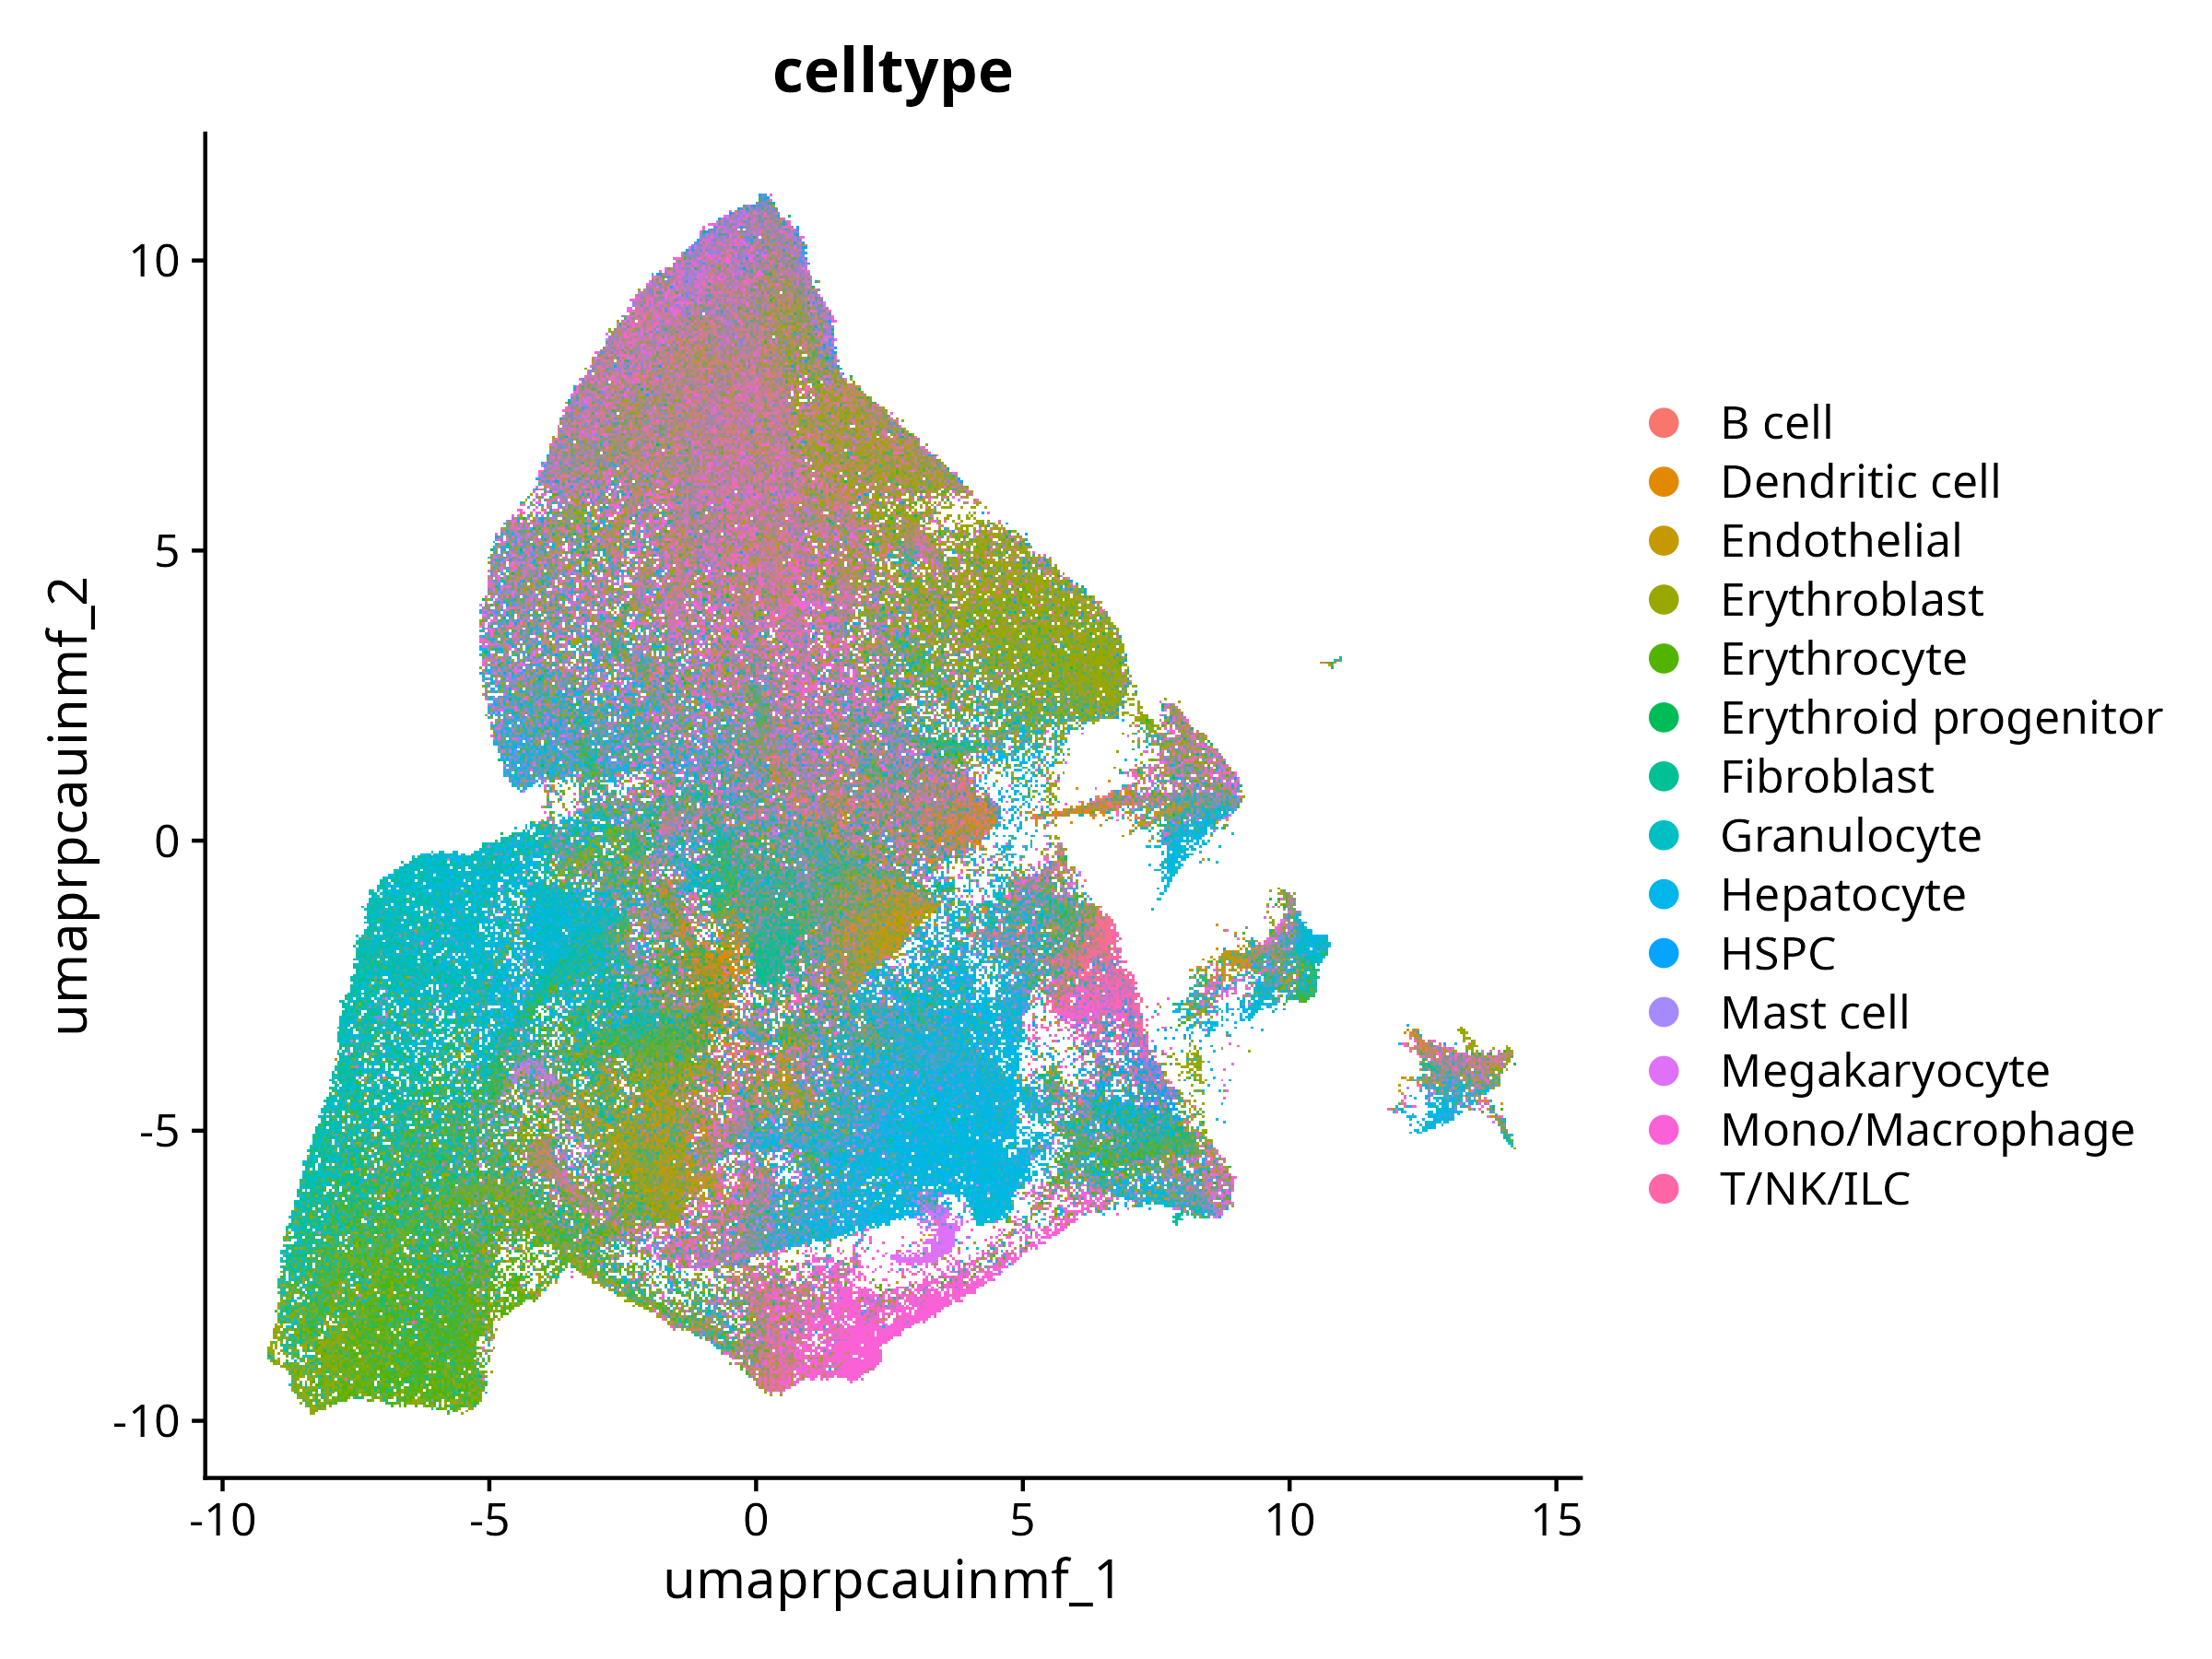 celltype
umaprpcauinmf_2
10
5
0
-5
-10
-10
-5
0
5
10
15
umaprpcauinmf_1
B cell
Dendritic cell
Endothelial
Erythroblast
Erythrocyte
Erythroid progenitor
Fibroblast
Granulocyte
Hepatocyte
HSPC
Mast cell
Megakaryocyte
Mono/Macrophage
T/NK/ILC